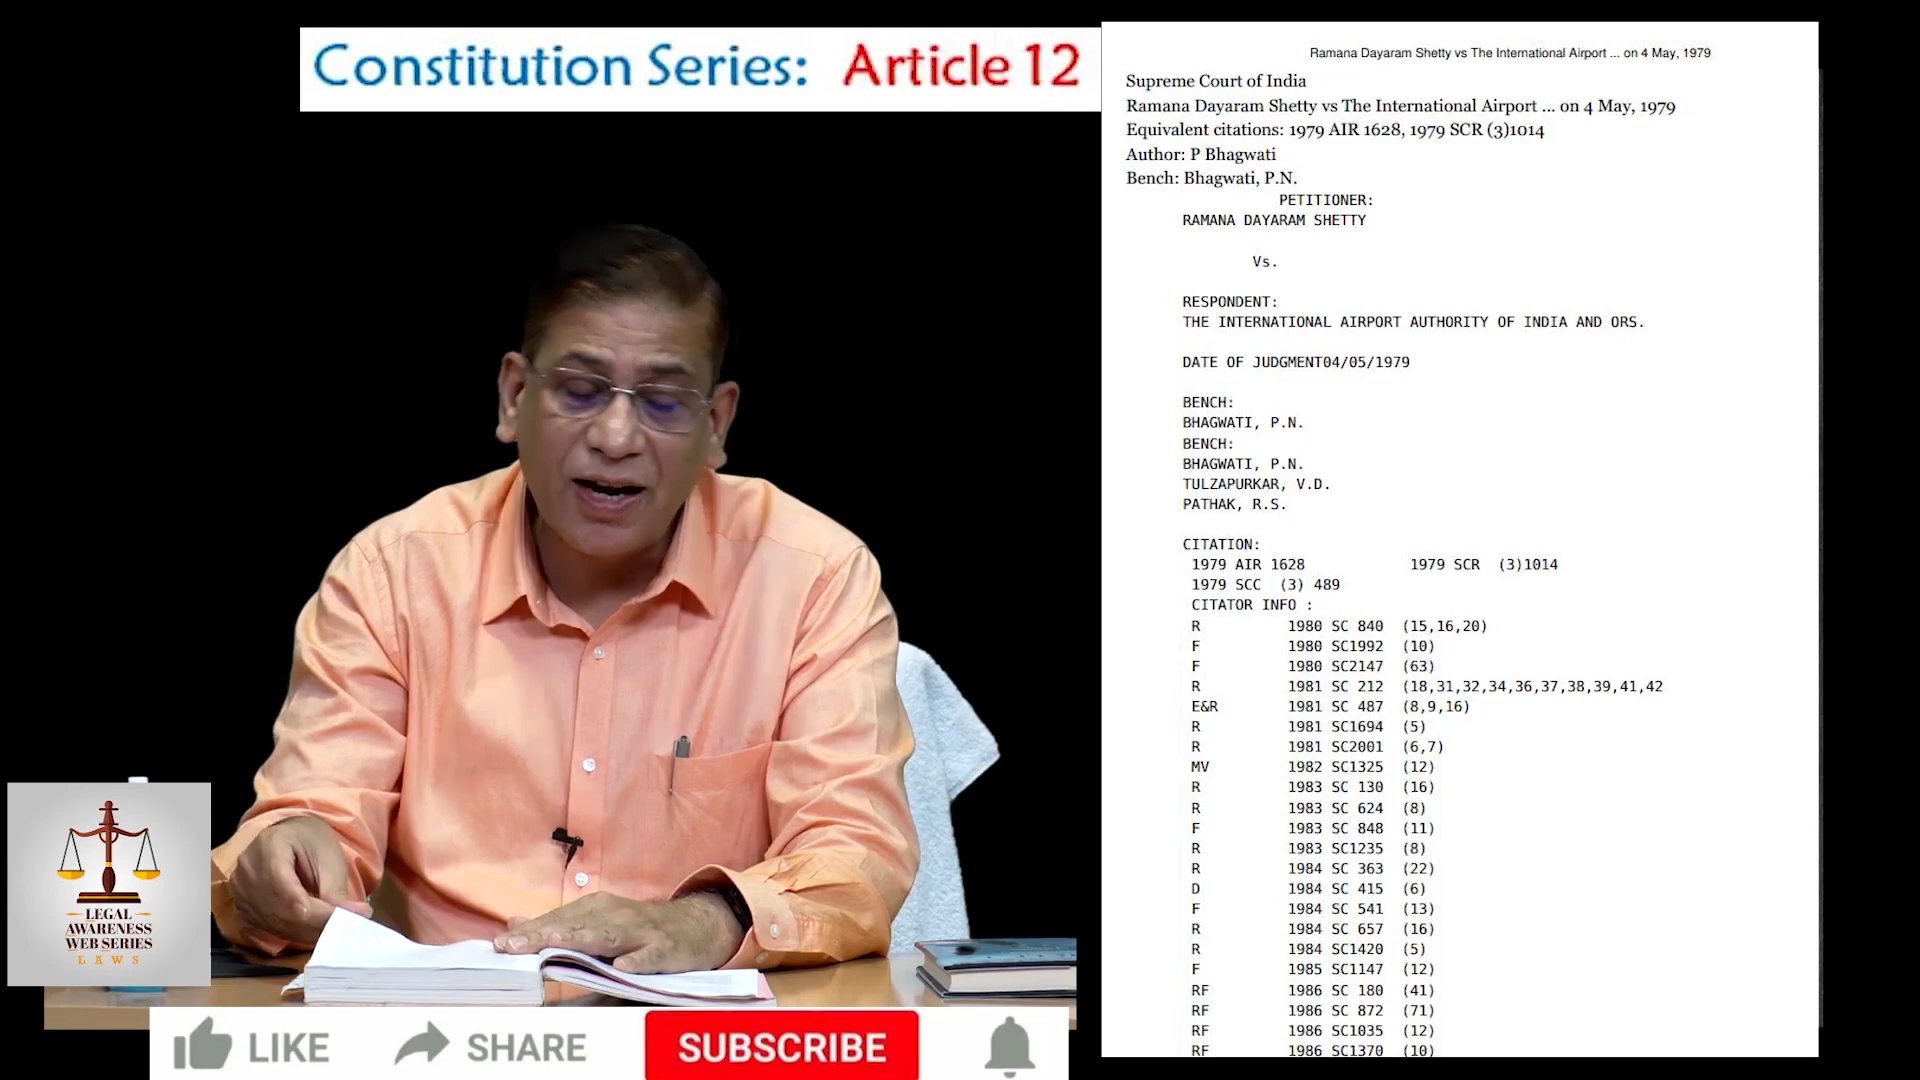 Constitution Series: Article 12
Ramana Dayaram Shetty vs The International Airport ... on 4 May, 1979
Supreme Court of India
Ramana Dayaram Shetty vs The International Airport ... on 4 May, 1979
Equivalent citations: 1979 AIR 1628, 1979 SCR (3)1014
Author: P Bhagwati
Bench: Bhagwati, P.N.
PETITIONER:
RAMANA DAYARAM SHETTY
Vs.
RESPONDENT:
THE INTERNATIONAL AIRPORT AUTHORITY OF INDIA AND ORS.
DATE OF JUDGMENT04/05/1979
BENCH:
BHAGWATI, P.N.
BENCH:
BHAGWATI, P.N.
TULZAPURKAR, V.D.
PATHAK, R.S.
CITATION:
1979 AIR 1628 1979 SCR (3)1014
1979 SCC (3) 489
CITATOR INFO :
R 1980 SC 840 (15,16,20)
F 1980 SC1992 (10)
F 1980 SC2147 (63)
R 1981 SC 212 (18,31,32,34,36,37,38,39,41,42
E&R 1981 SC 487 (8,9,16)
R 1981 SC1694 (5)
R 1981 SC2001 (6,7)
MV 1982 SC1325 (12)
R 1983 SC 130 (16)
R 1983 SC 624 (8)
F 1983 SC 848 (11)
R 1983 SC1235 (8)
R 1984 SC 363 (22)
D 1984 SC 415 (6)
F 1984 SC 541 (13)
R 1984 SC 657 (16)
R 1984 SC1420 (5)
F 1985 SC1147 (12)
RF 1986 SC 180 (41)
RF 1986 SC 872 (71)
RF 1986 SC1035 (12)
RF 1986 SC1370 (10)
LEGAL
AWARENESS
WEB SERIES
LAWS
LIKE SHARE SUBSCRIBE